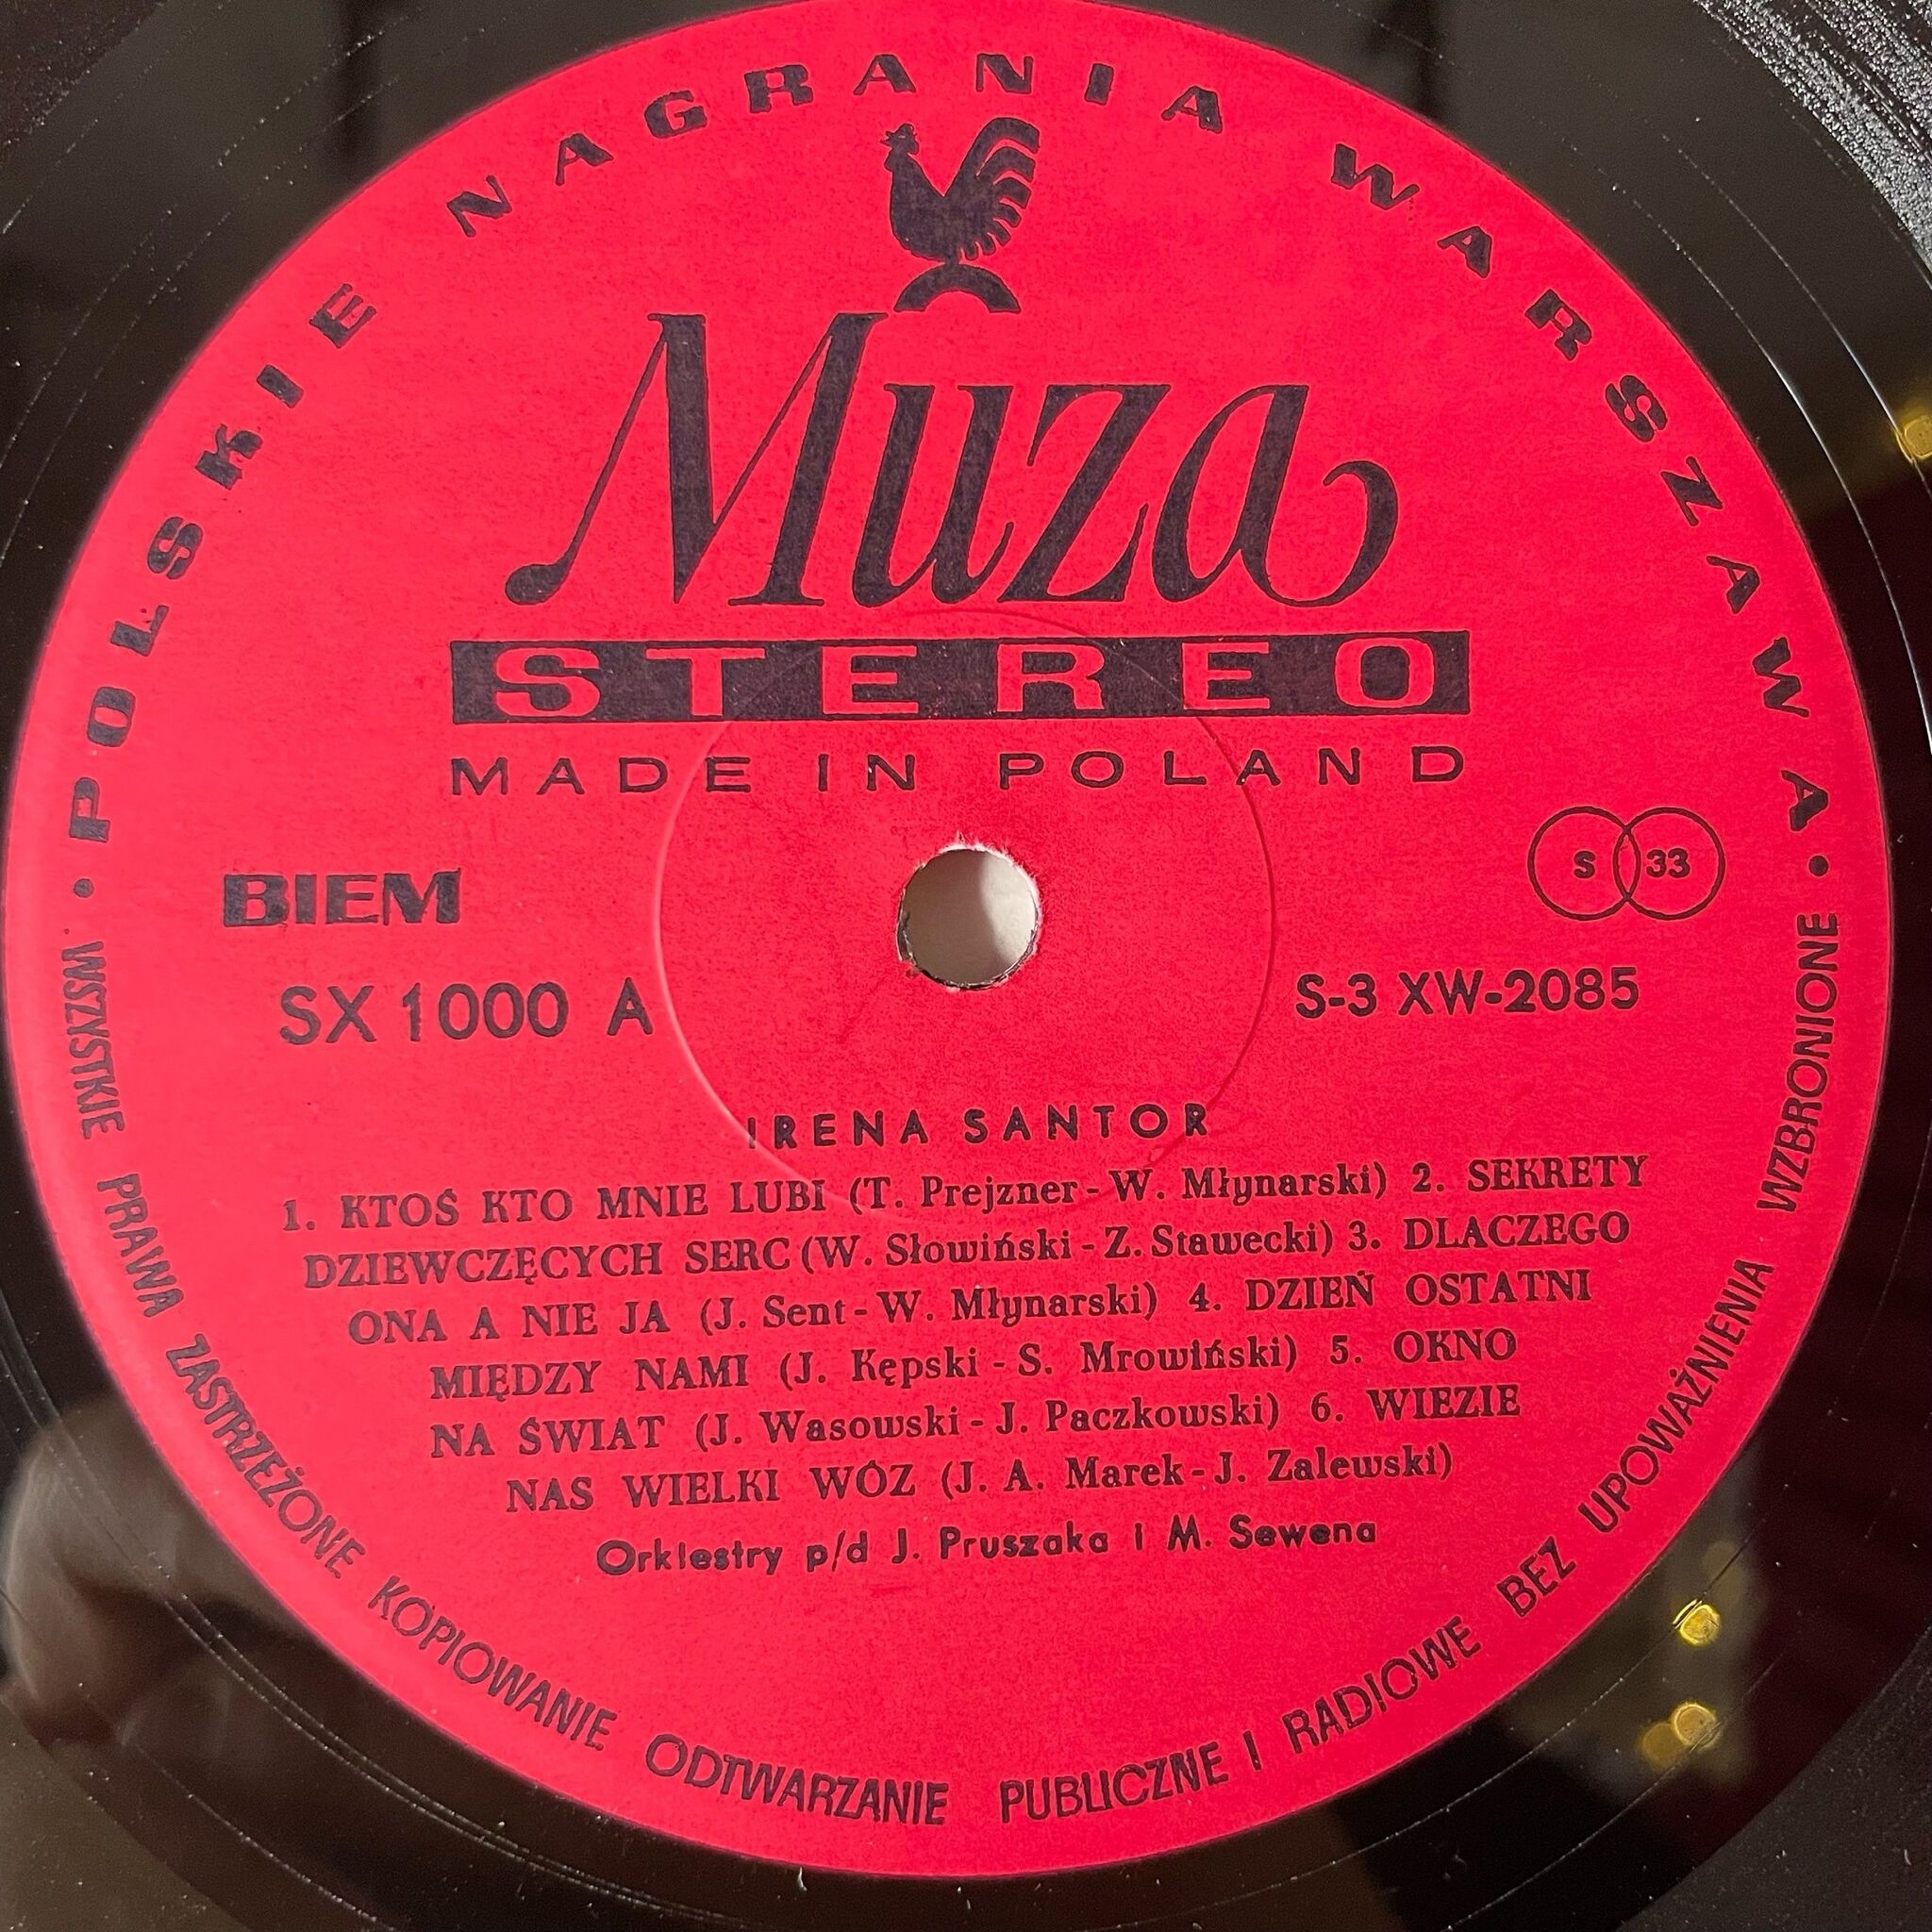 POLSKIE NAGRANIA WARSZAWA
Muza
STEREO
MADE IN POLAND
BIEM
S 33
SX 1000 A
S-3 XW-2085
IRENA SANTOR
1. KTOŚ KTO MNIE LUBI (T. Prejzner - W. Młynarski) 2. SEKRETY
DZIEWCZĘCYCH SERC (W. Słowiński - Z. Stawecki) 3. DLACZEGO
ONA A NIE JA (J. Sent - W. Młynarski) 4. DZIEŃ OSTATNI
MIĘDZY NAMI (J. Kępski - S. Mrowiński) 5. OKNO
NA ŚWIAT (J. Wasowski - J. Paczkowski) 6. WIEZIE
NAS WIELKI WÓZ (J. A. Marek - J. Zalewski)
Orkiestry p/d J. Pruszaka i M. Sewena
• WSZYSTKIE PRAWA ZASTRZEŻONE KOPIOWANIE ODTWARZANIE PUBLICZNE I RADIOWE BEZ UPOWAŻNIENIA WZBRONIONE •